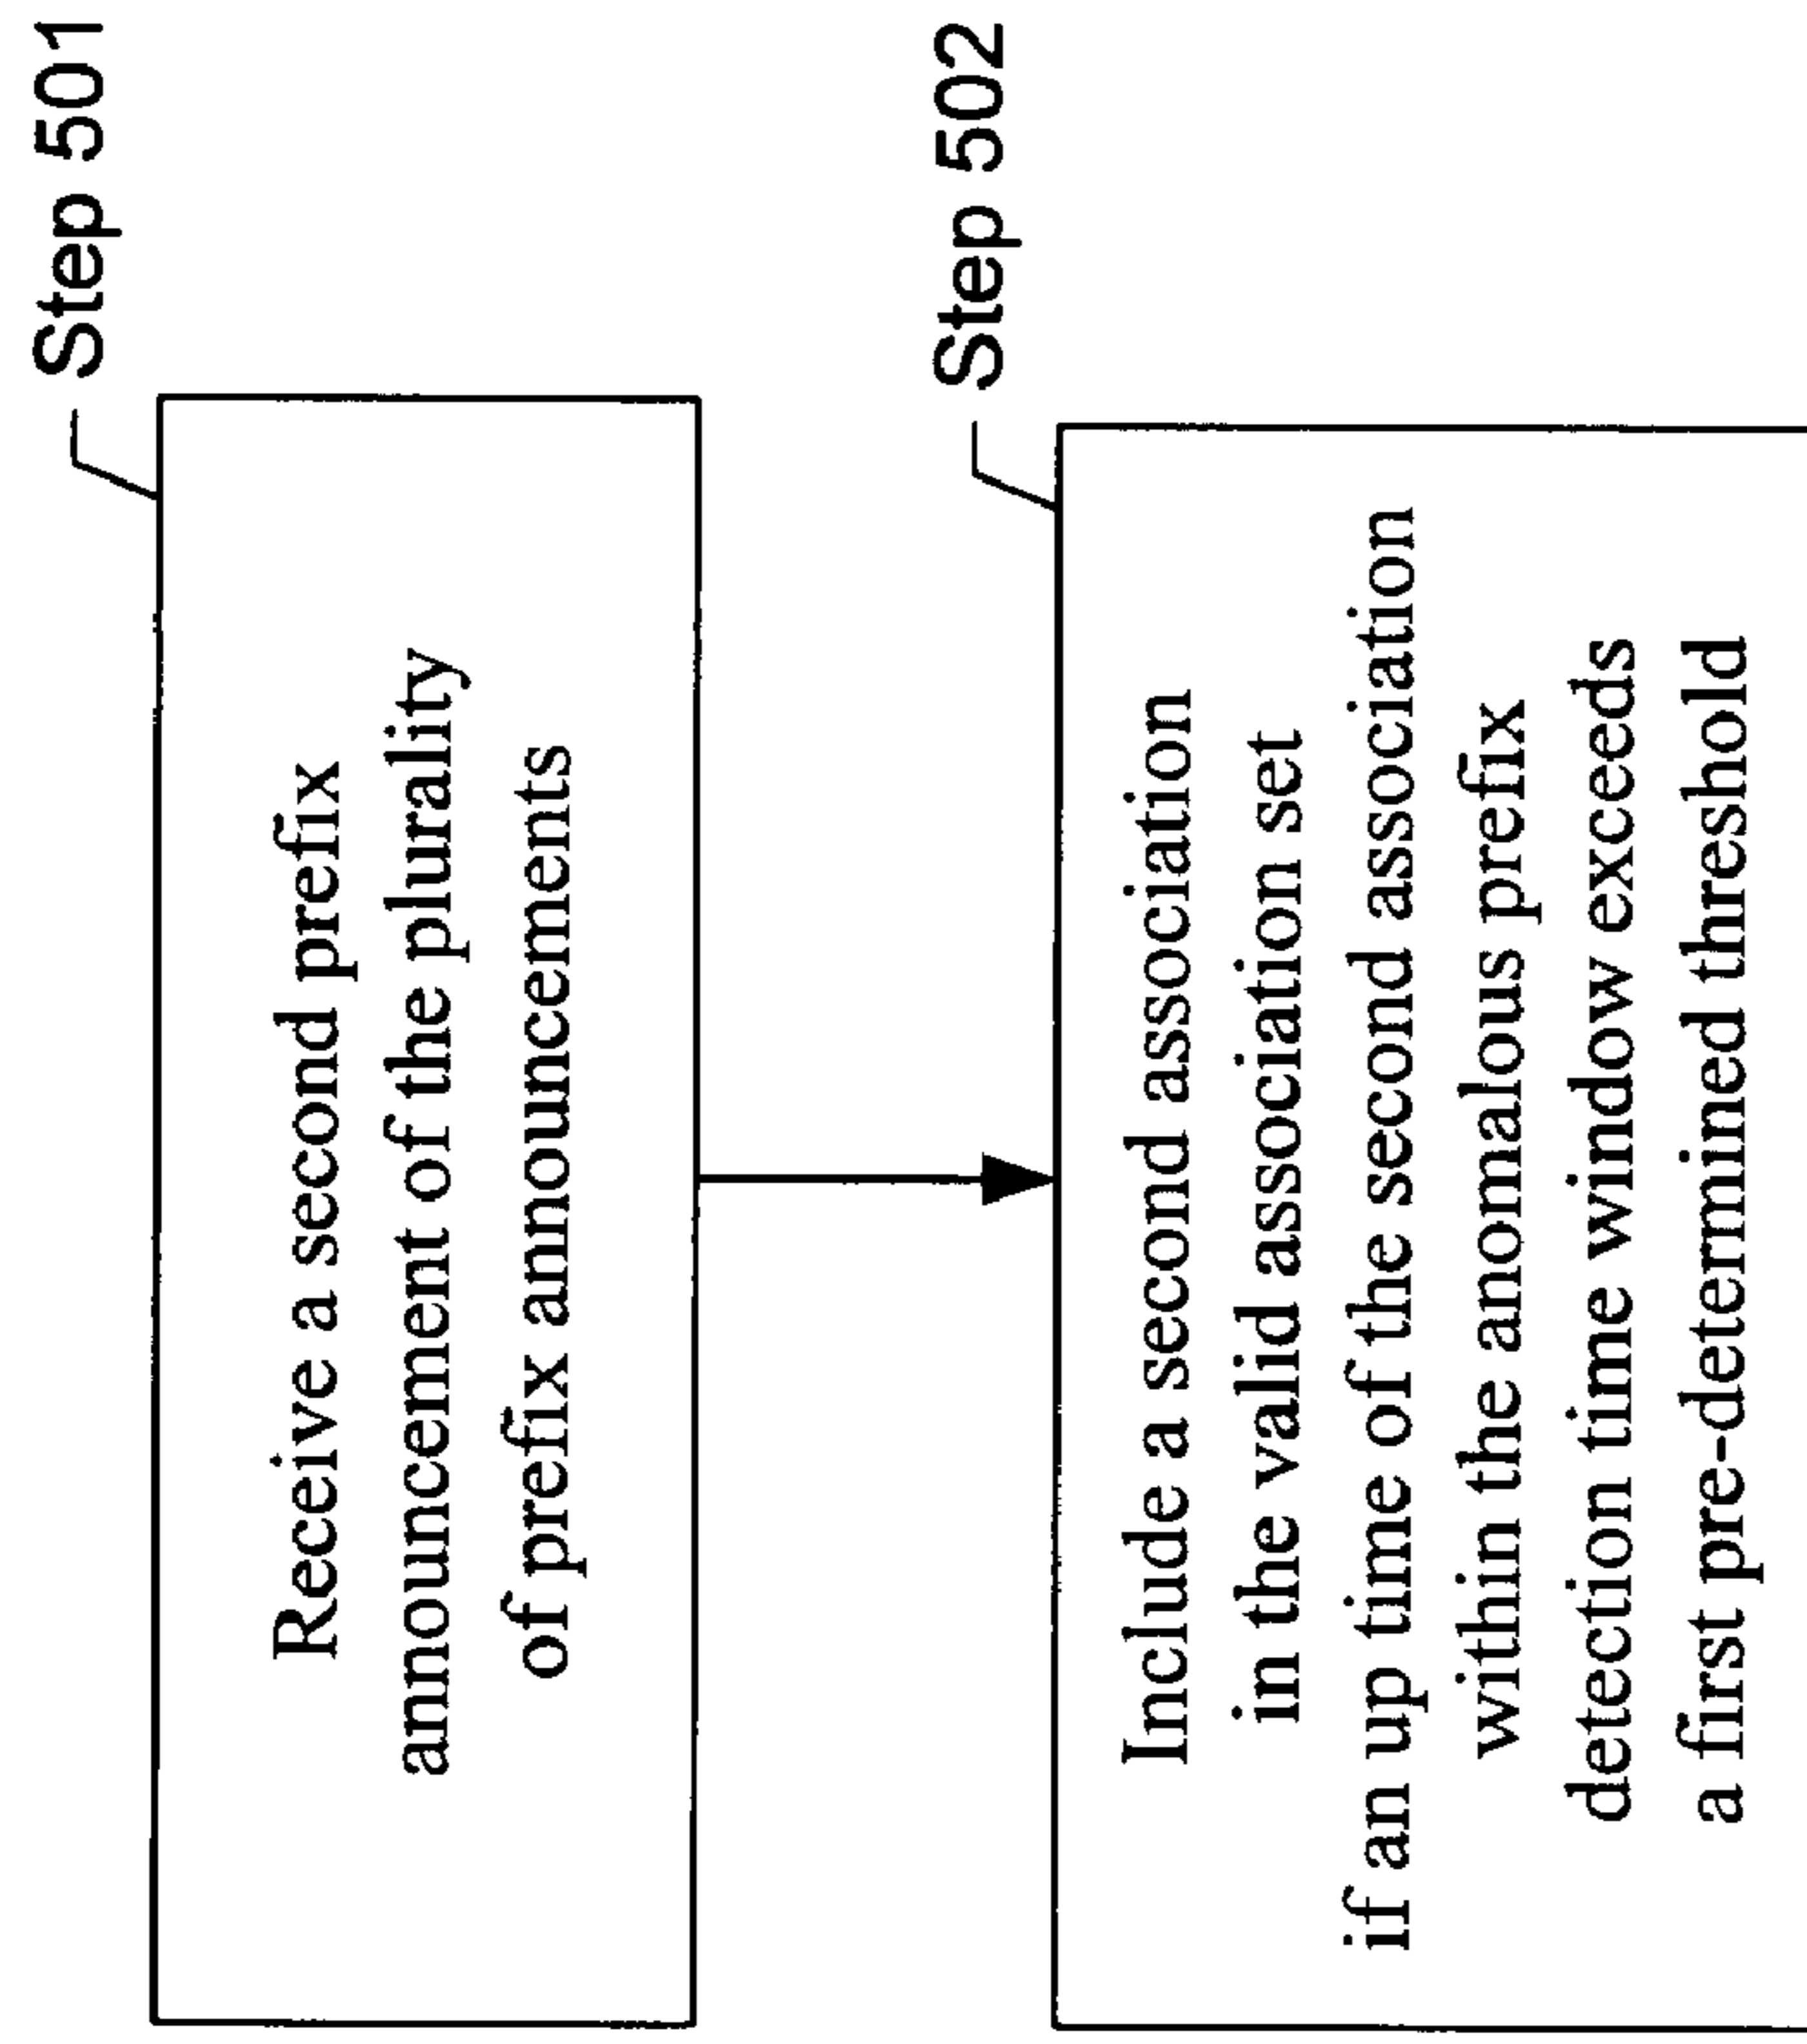 Step 501
Receive a second prefix
announcement of the plurality
of prefix announcements
Step 502
Include a second association
in the valid association set
if an up time of the second association
within the anomalous prefix
detection time window exceeds
a first pre-determined threshold